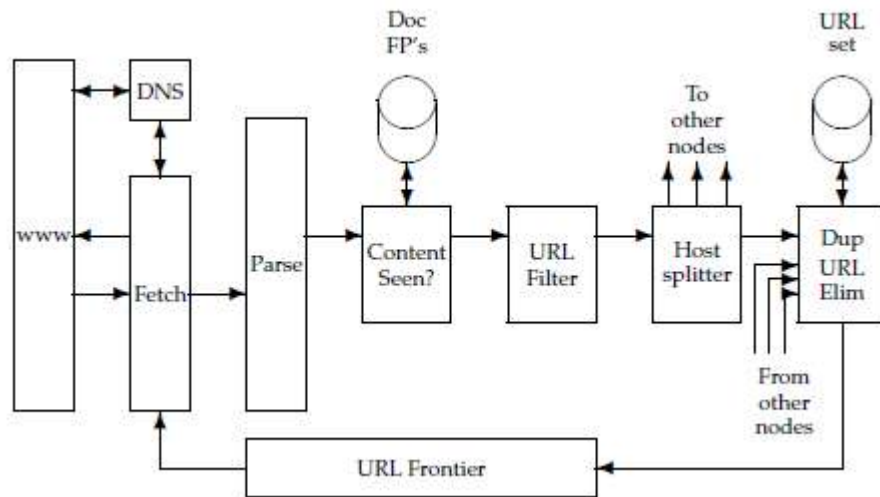 Doc
FP's
URL
set
DNS
To
other
nodes
www
Parse
Content
Seen?
URL
Filter
Host
splitter
Dup
URL
Elim
Fetch
From
other
nodes
URL Frontier